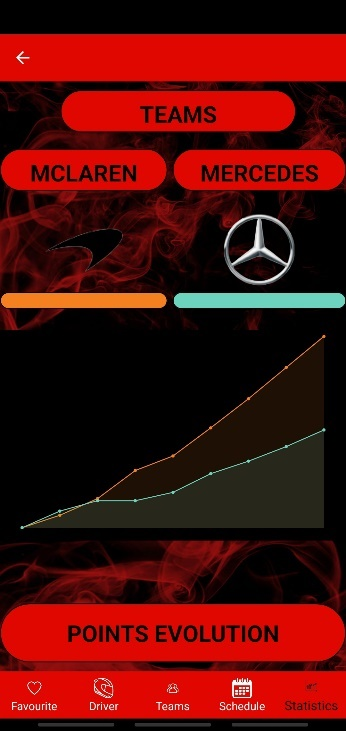 TEAMS
MCLAREN MERCEDES
POINTS EVOLUTION
Favourite Driver Teams Schedule Statistics